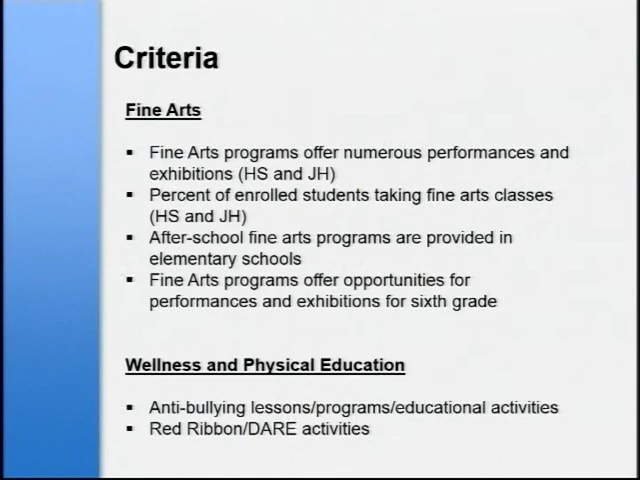 Criteria
Fine Arts
▪ Fine Arts programs offer numerous performances and
exhibitions (HS and JH)
▪ Percent of enrolled students taking fine arts classes
(HS and JH)
▪ After-school fine arts programs are provided in
elementary schools
▪ Fine Arts programs offer opportunities for
performances and exhibitions for sixth grade
Wellness and Physical Education
▪ Anti-bullying lessons/programs/educational activities
▪ Red Ribbon/DARE activities